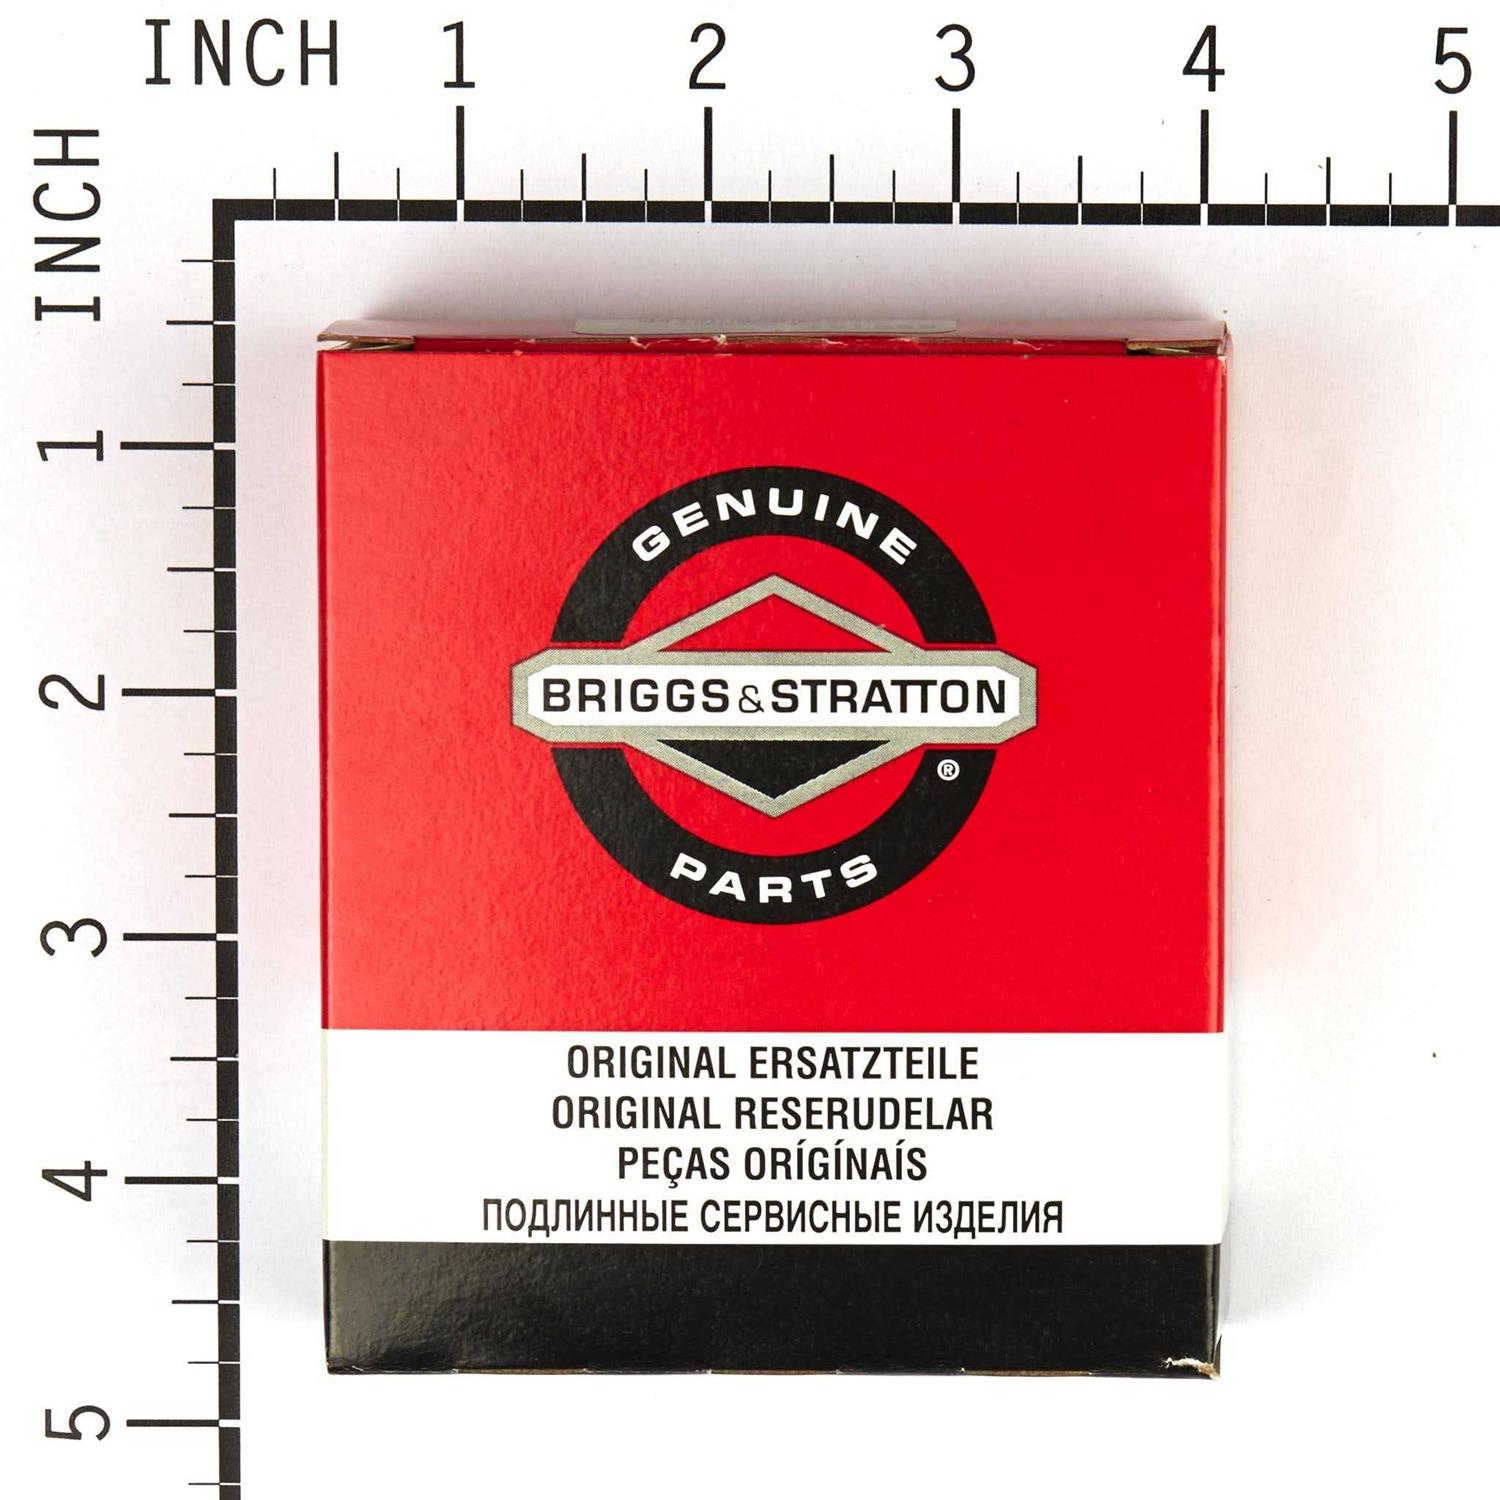 INCH 1 2 3 4 5
INCH 1 2 3 4 5
GENUINE
BRIGGS & STRATTON
®
PARTS
ORIGINAL ERSATZTEILE
ORIGINAL RESERUDELAR
PEÇAS ORÍGÍNAÍS
ПОДЛИННЫЕ СЕРВИСНЫЕ ИЗДЕЛИЯ